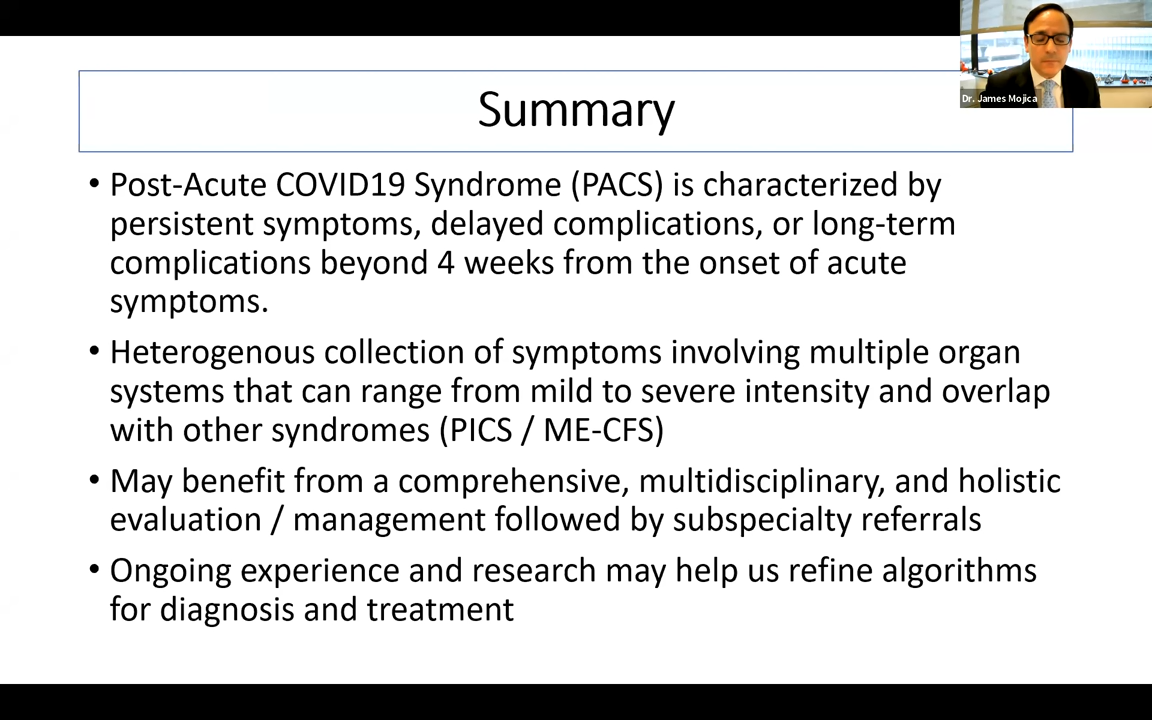 Summary
Dr. James Mojica
• Post-Acute COVID19 Syndrome (PACS) is characterized by
persistent symptoms, delayed complications, or long-term
complications beyond 4 weeks from the onset of acute
symptoms.
• Heterogenous collection of symptoms involving multiple organ
systems that can range from mild to severe intensity and overlap
with other syndromes (PICS / ME-CFS)
• May benefit from a comprehensive, multidisciplinary, and holistic
evaluation / management followed by subspecialty referrals
• Ongoing experience and research may help us refine algorithms
for diagnosis and treatment